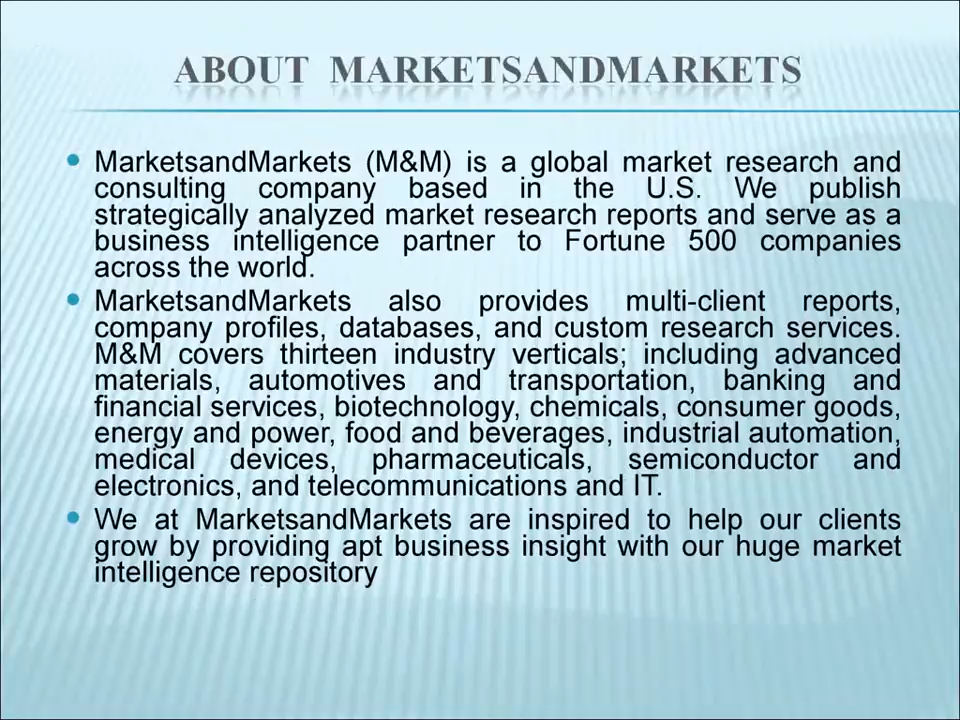 ABOUT MARKETSANDMARKETS
MarketsandMarkets (M&M) is a global market research and
consulting company based in the U.S. We publish
strategically analyzed market research reports and serve as a
business intelligence partner to Fortune 500 companies
across the world.
MarketsandMarkets also provides multi-client reports,
company profiles, databases, and custom research services.
M&M covers thirteen industry verticals; including advanced
materials, automotives and transportation, banking and
financial services, biotechnology, chemicals, consumer goods,
energy and power, food and beverages, industrial automation,
medical devices, pharmaceuticals, semiconductor and
electronics, and telecommunications and IT.
We at MarketsandMarkets are inspired to help our clients
grow by providing apt business insight with our huge market
intelligence repository